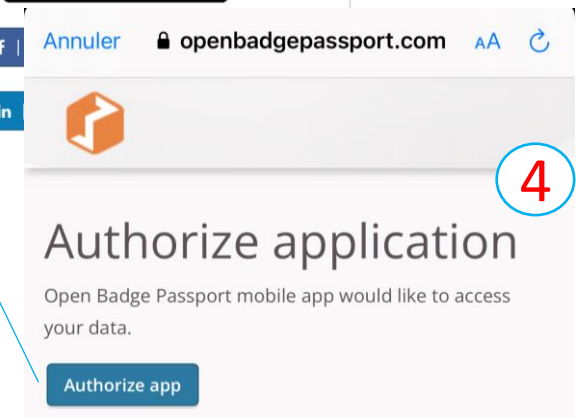 f |
Annuler openbadgepassport.com AA
in
4
Authorize application
Open Badge Passport mobile app would like to access
your data.
Authorize app